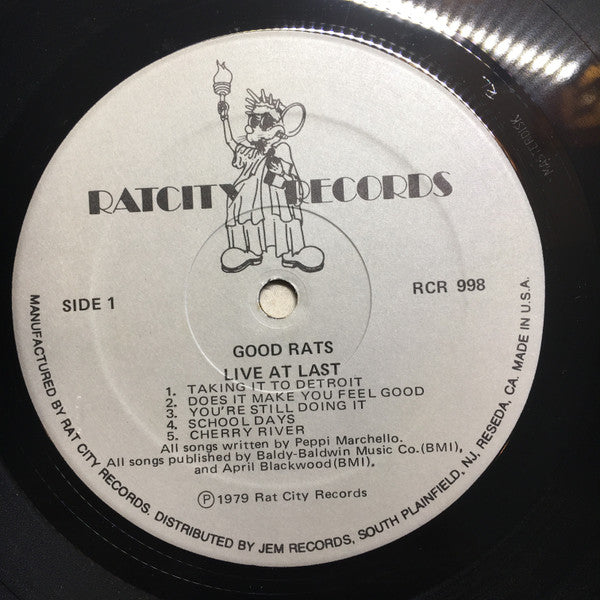 RATCITY RECORDS
SIDE 1
RCR 998
GOOD RATS
LIVE AT LAST
1. TAKING IT TO DETROIT
2. DOES IT MAKE YOU FEEL GOOD
3. YOU'RE STILL DOING IT
4. SCHOOL DAYS
5. CHERRY RIVER
All songs written by Peppi Marchello.
All songs published by Baldy-Baldwin Music Co.(BMI),
and April Blackwood(BMI).
Ⓟ1979 Rat City Records
MANUFACTURED BY RAT CITY RECORDS. DISTRIBUTED BY JEM RECORDS, SOUTH PLAINFIELD, NJ, RESEDA, CA. MADE IN U.S.A.
MASTERDISK